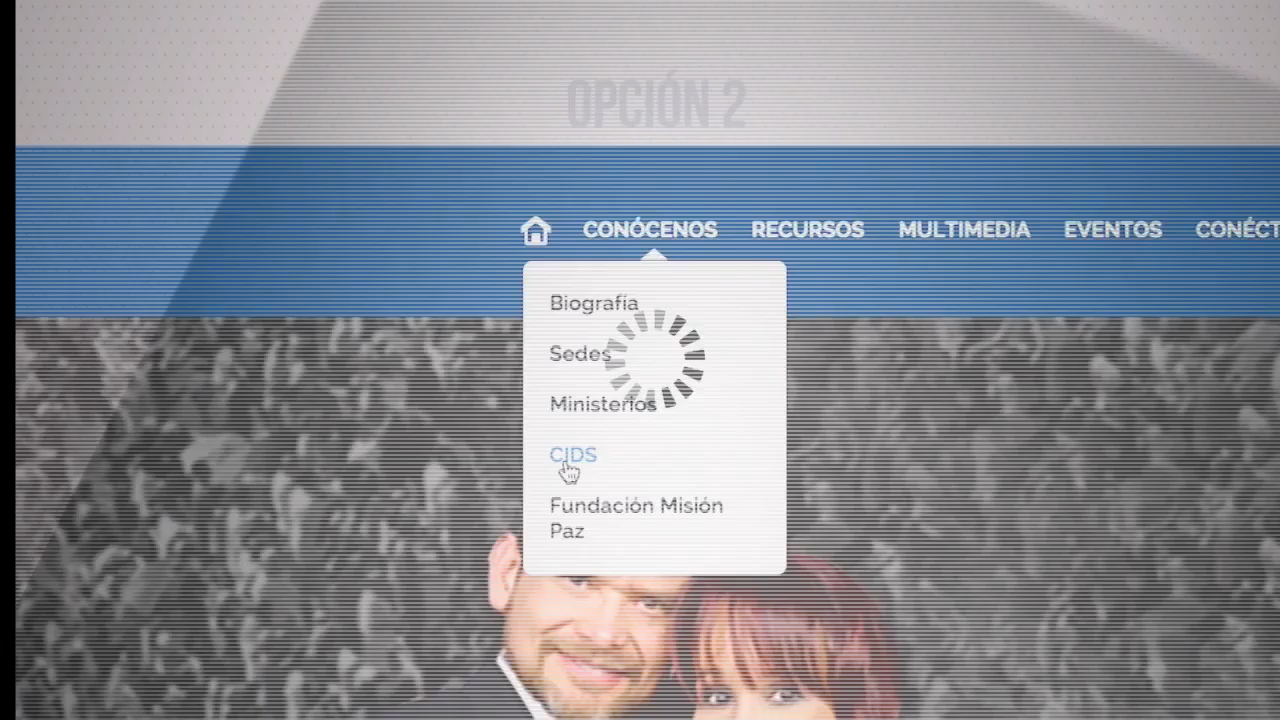 OPCIÓN 2
CONÓCENOS RECURSOS MULTIMEDIA EVENTOS CONÉCT
Biografía
Sedes
Ministerios
CIDS
Fundación Misión
Paz